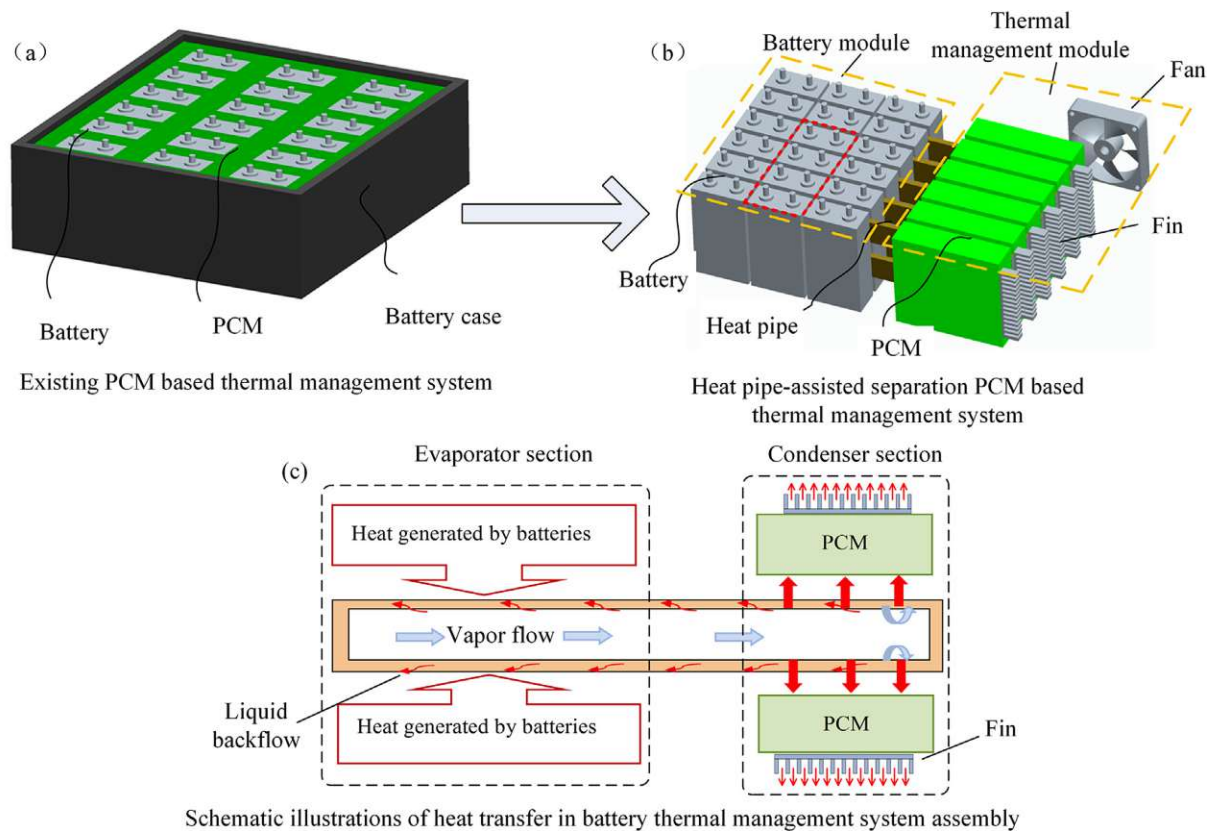 (a)
Battery
PCM
Battery case
Existing PCM based thermal management system
(b)
Battery module
Thermal
management module
Fan
Battery
Heat pipe
PCM
Fin
Heat pipe-assisted separation PCM based
thermal management system
(c)
Evaporator section
Condenser section
Heat generated by batteries
PCM
Vapor flow
Liquid
backflow
Heat generated by batteries
PCM
Fin
Schematic illustrations of heat transfer in battery thermal management system assembly